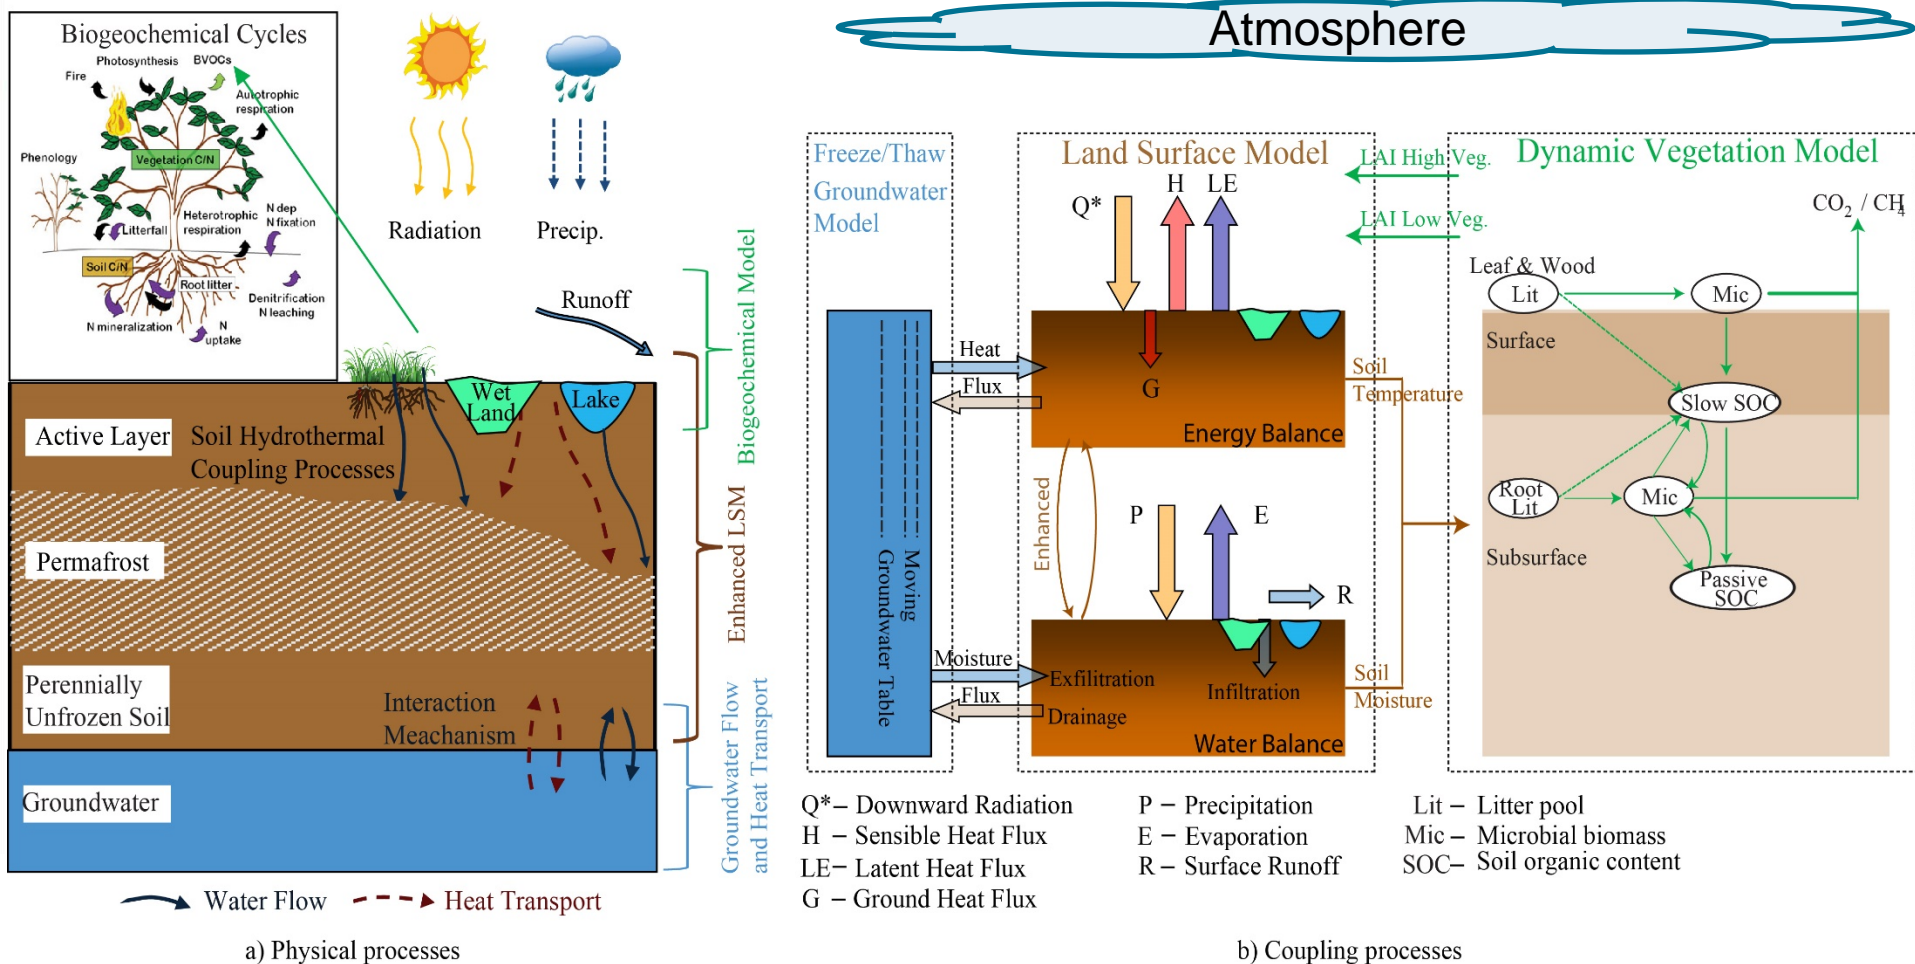 Biogeochemical Cycles
Photosynthesis
BVOCs
Fire
Autotrophic
respiration
Vegetation C/N
Phenology
Heterotrophic
respiration
N dep
N fixation
Litterfall
Soil C/N
Root litter
Denitrification
N leaching
N mineralization
N
uptake
Radiation
Precip.
Runoff
Biogeochemical Model
Wet
Land
Lake
Active Layer
Soil Hydrothermal
Coupling Processes
Permafrost
Enhanced LSM
Perennially
Unfrozen Soil
Interaction
Meachanism
Groundwater
Groundwater Flow
and Heat Transport
Water Flow
Heat Transport
a) Physical processes
Atmosphere
Freeze/Thaw
Groundwater
Model
Moving
Groundwater Table
Heat
Flux
Moisture
Flux
Land Surface Model
Q*
H
LE
G
Energy Balance
Enhanced
P
E
R
Exfilitration
Drainage
Infiltration
Water Balance
LAI High Veg.
LAI Low Veg.
Soil
Temperature
Soil
Moisture
Dynamic Vegetation Model
CO2 / CH4
Leaf & Wood
Lit
Mic
Surface
Slow SOC
Root
Lit
Mic
Subsurface
Passive
SOC
Q*– Downward Radiation
H – Sensible Heat Flux
LE– Latent Heat Flux
G – Ground Heat Flux
P – Precipitation
E – Evaporation
R – Surface Runoff
Lit – Litter pool
Mic – Microbial biomass
SOC– Soil organic content
b) Coupling processes